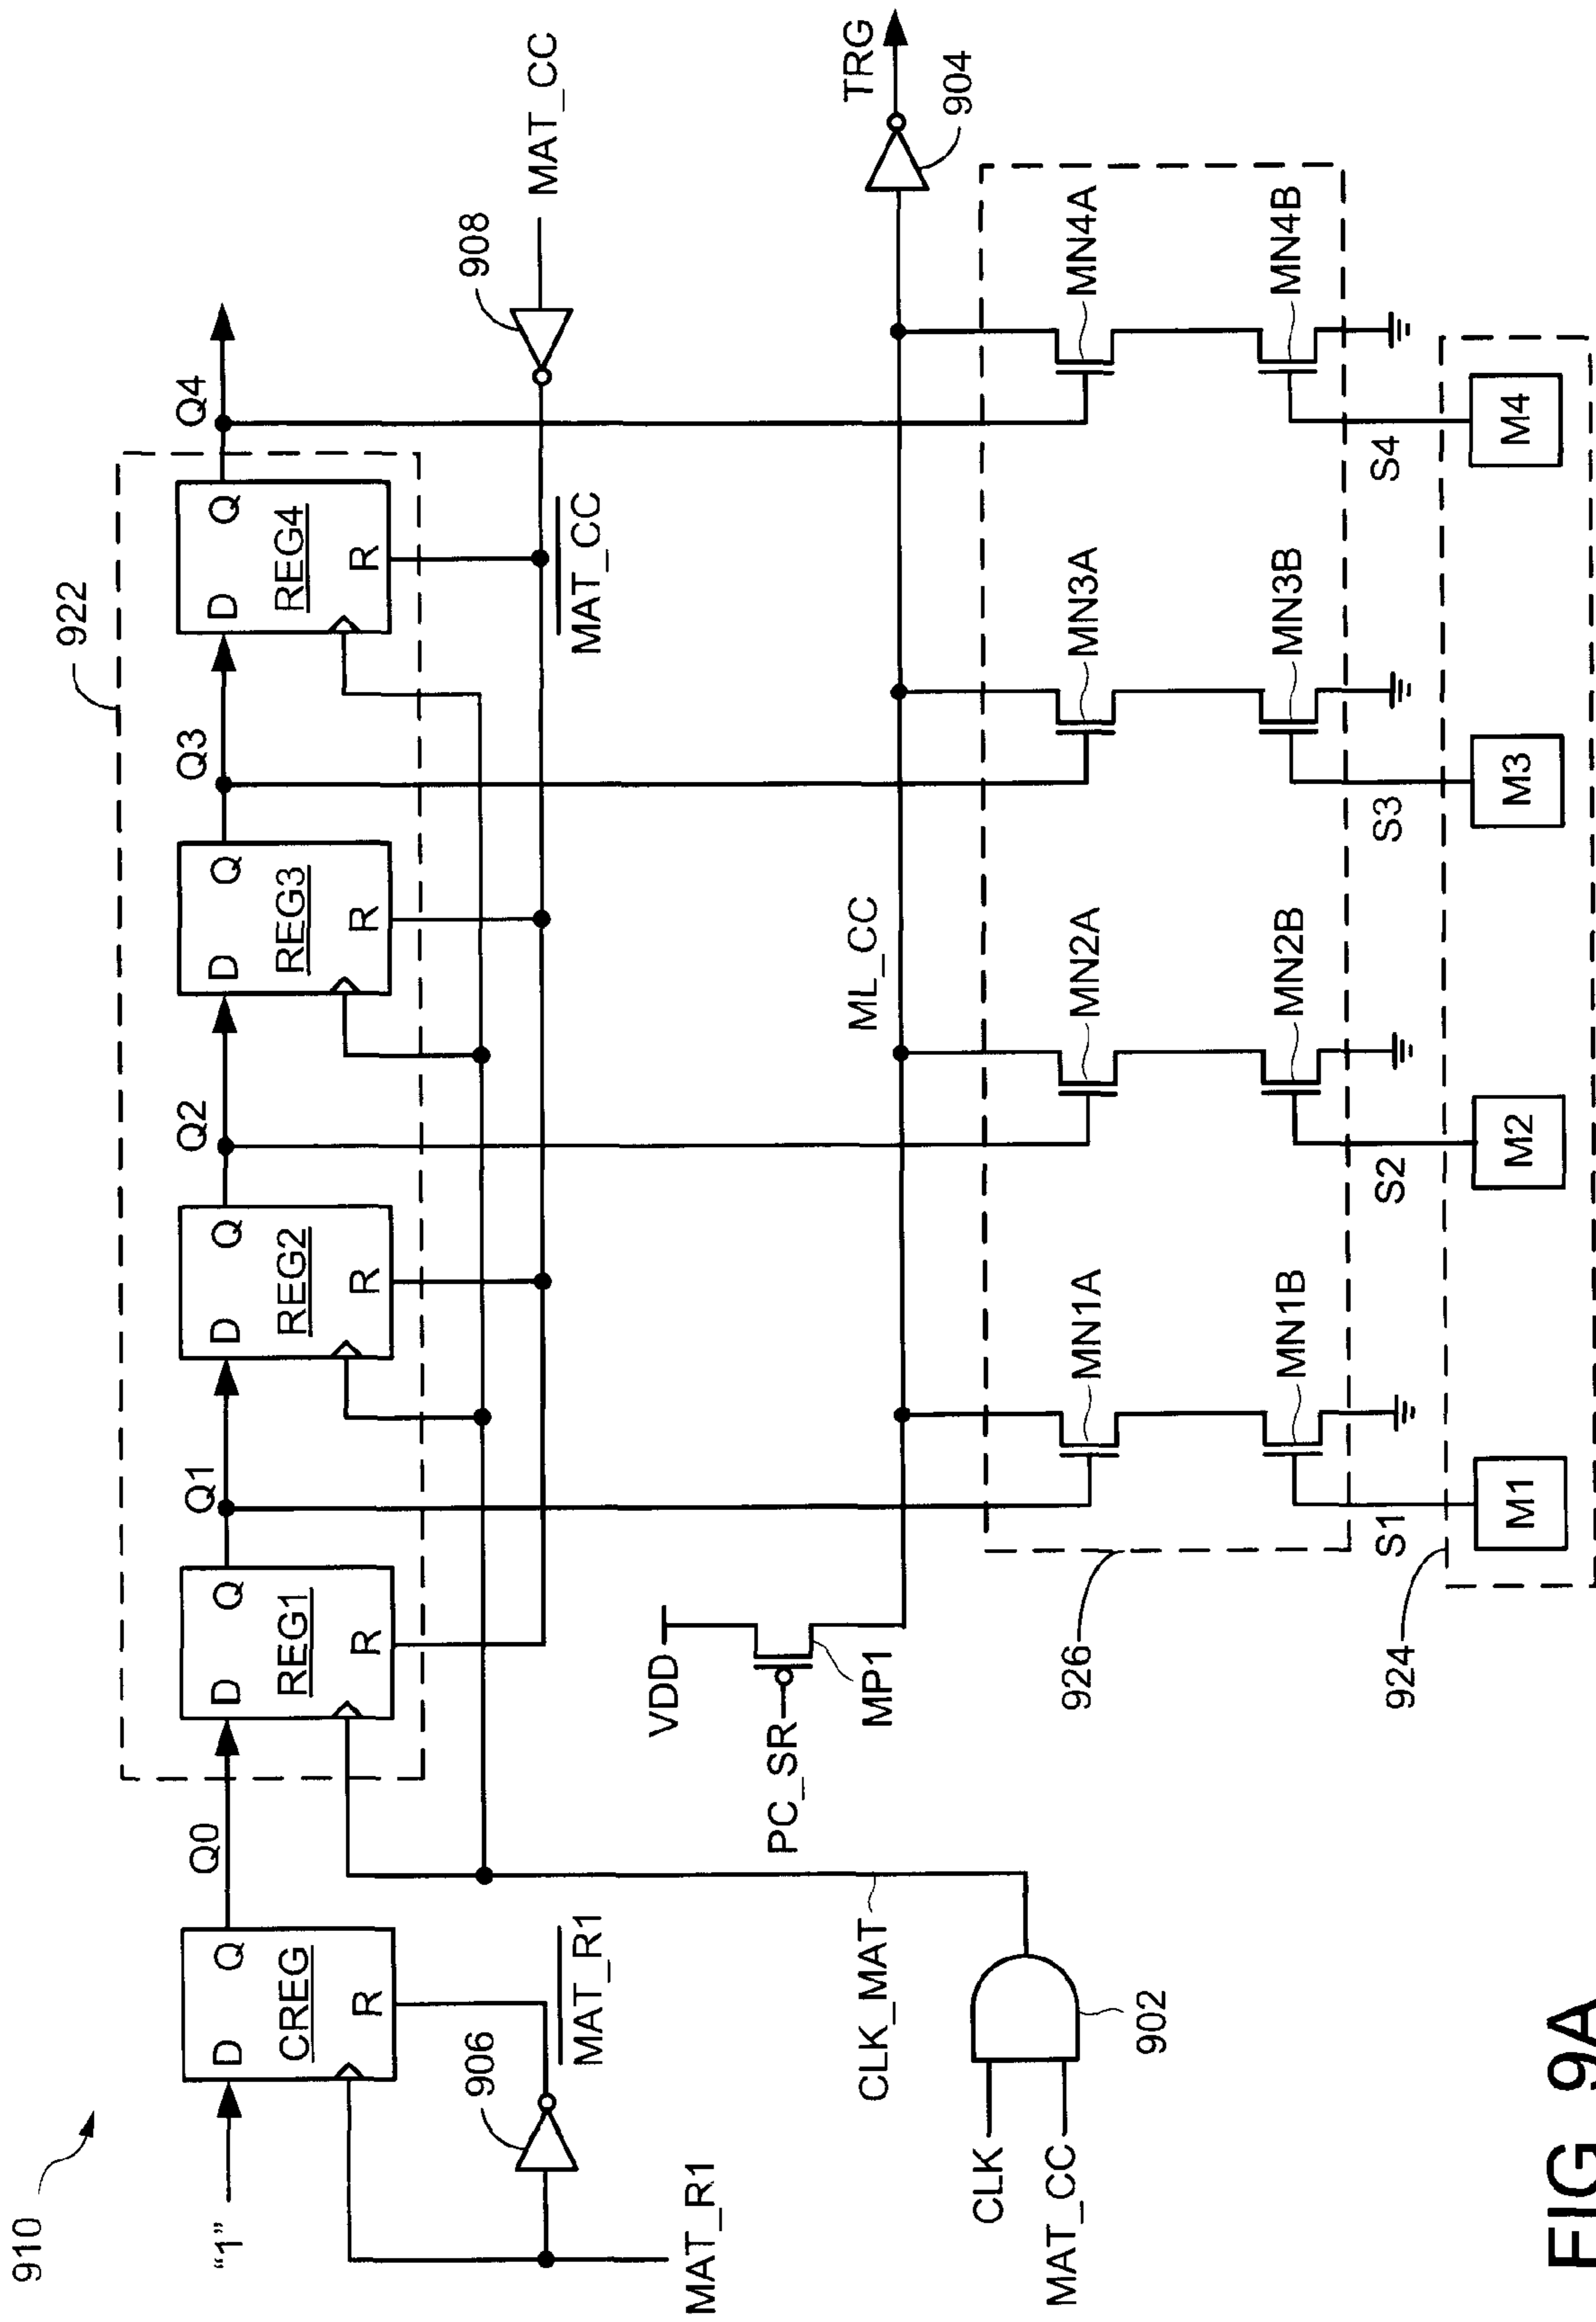 910
922
"1"
D
Q
CREG
R
Q0
D
Q
REG1
R
Q1
D
Q
REG2
R
Q2
D
Q
REG3
R
Q3
D
Q
REG4
R
Q4
906
MAT_R1
MAT_R1
908
MAT_CC
MAT_CC
CLK
MAT_CC
902
CLK_MAT
VDD
PC_SR
MP1
ML_CC
TRG
904
926
MN1A
MN1B
MN2A
MN2B
MN3A
MN3B
MN4A
MN4B
924
S1
S2
S3
S4
M1
M2
M3
M4
FIG 9A